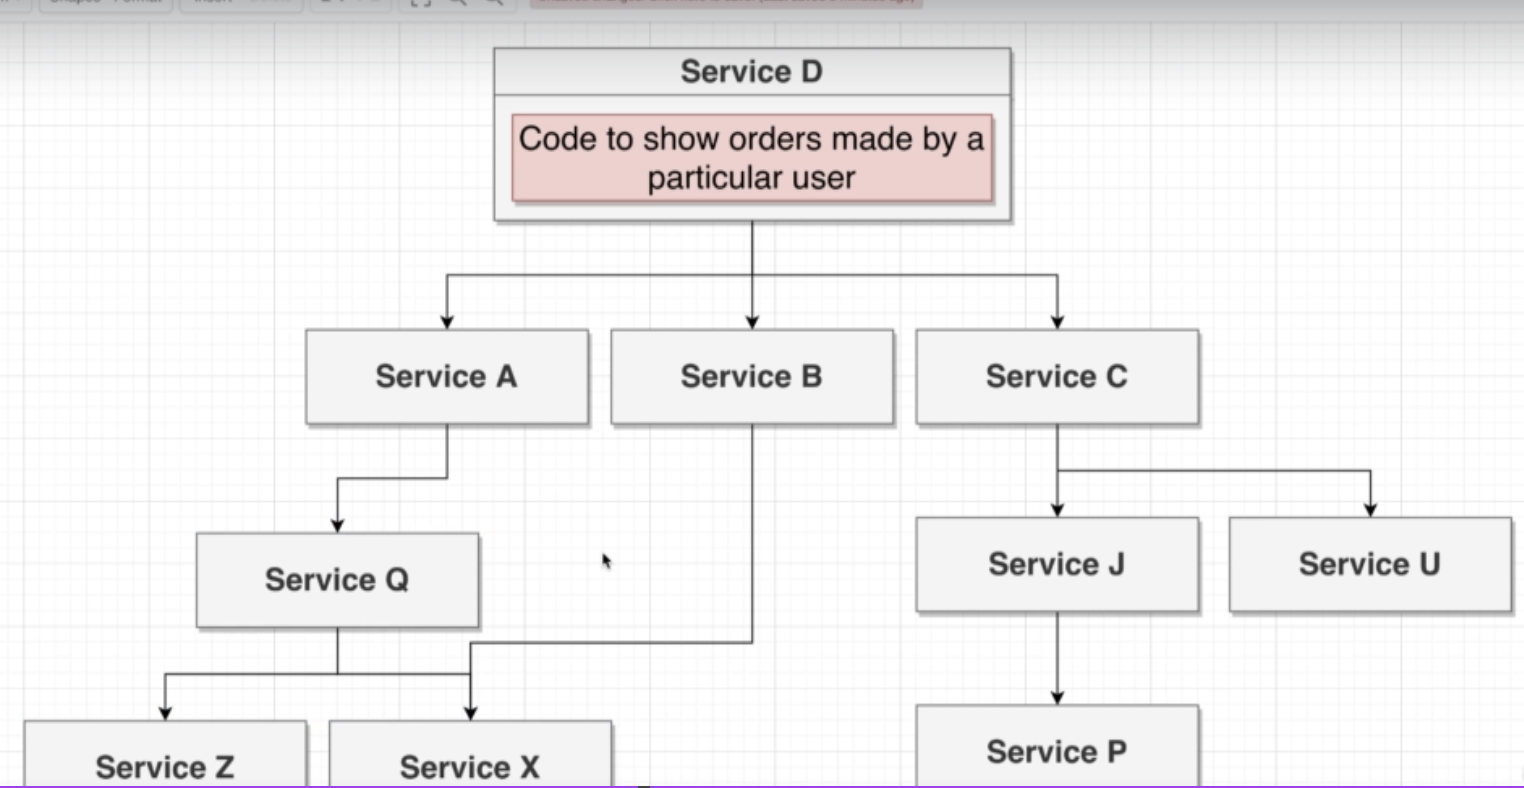 Service D
Code to show orders made by a
particular user
Service A
Service B
Service C
Service J
Service U
Service Q
Service P
Service Z
Service X